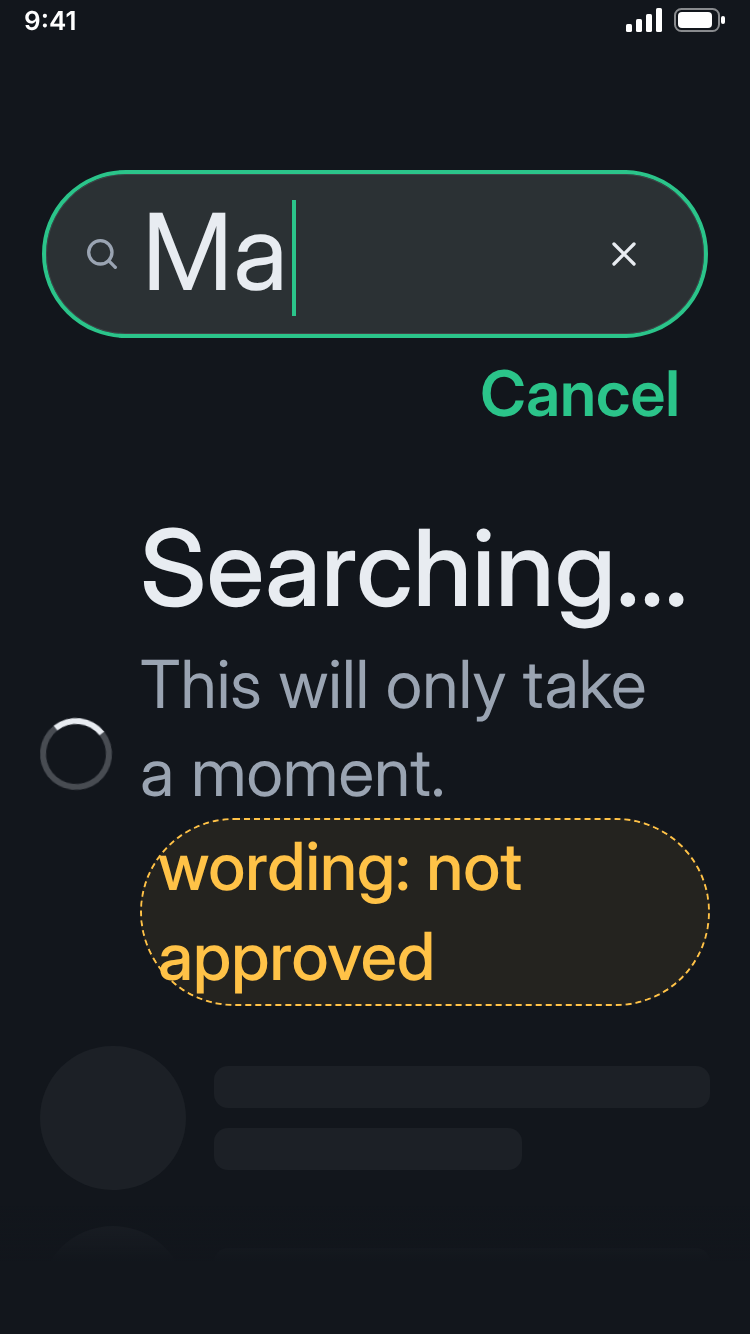 9:41
Ma
Cancel
Searching...
This will only take
a moment.
wording: not
approved